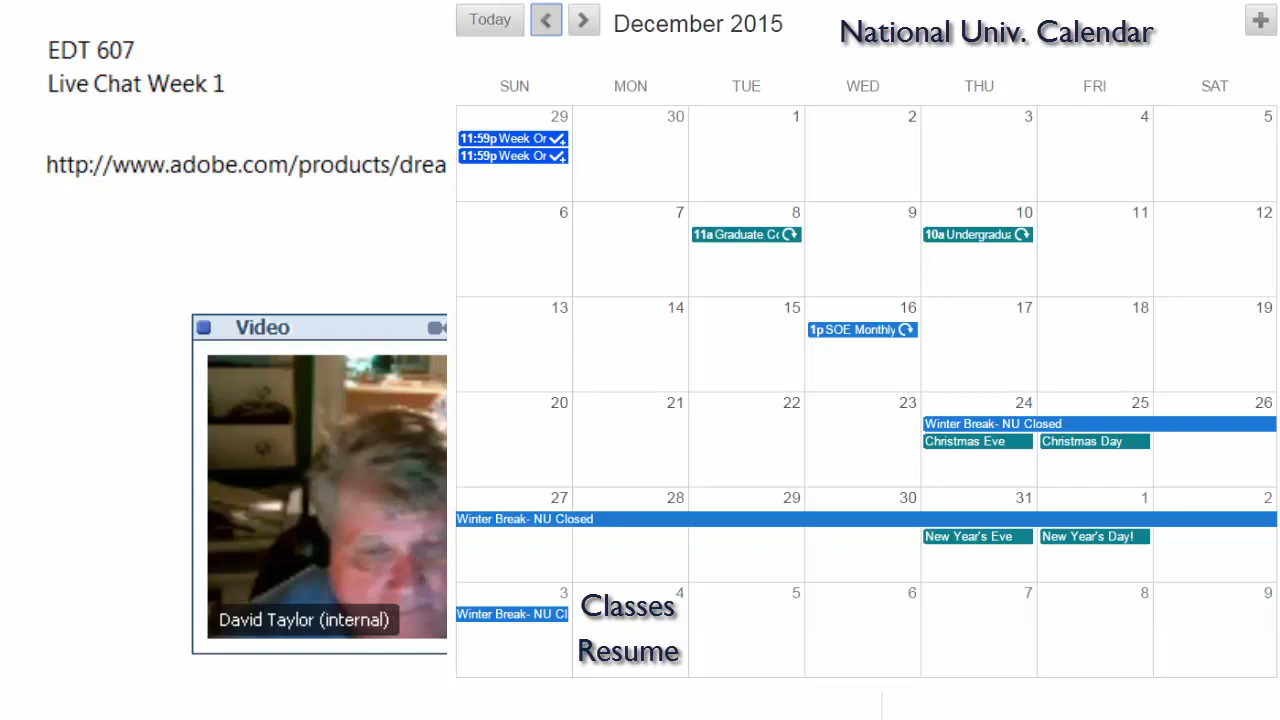 EDT 607
Live Chat Week 1
http://www.adobe.com/products/drea
Video
David Taylor (internal)
Today
December 2015
National Univ. Calendar
SUN MON TUE WED THU FRI SAT
29 30 1 2 3 4 5
11:59p Week Or
11:59p Week Or
6 7 8 9 10 11 12
11a Graduate Co 10a Undergradua
13 14 15 16 17 18 19
1p SOE Monthly
20 21 22 23 24 25 26
Winter Break- NU Closed
Christmas Eve Christmas Day
27 28 29 30 31 1 2
Winter Break- NU Closed
New Year's Eve New Year's Day!
3 4 5 6 7 8 9
Winter Break- NU Cl
Classes
Resume